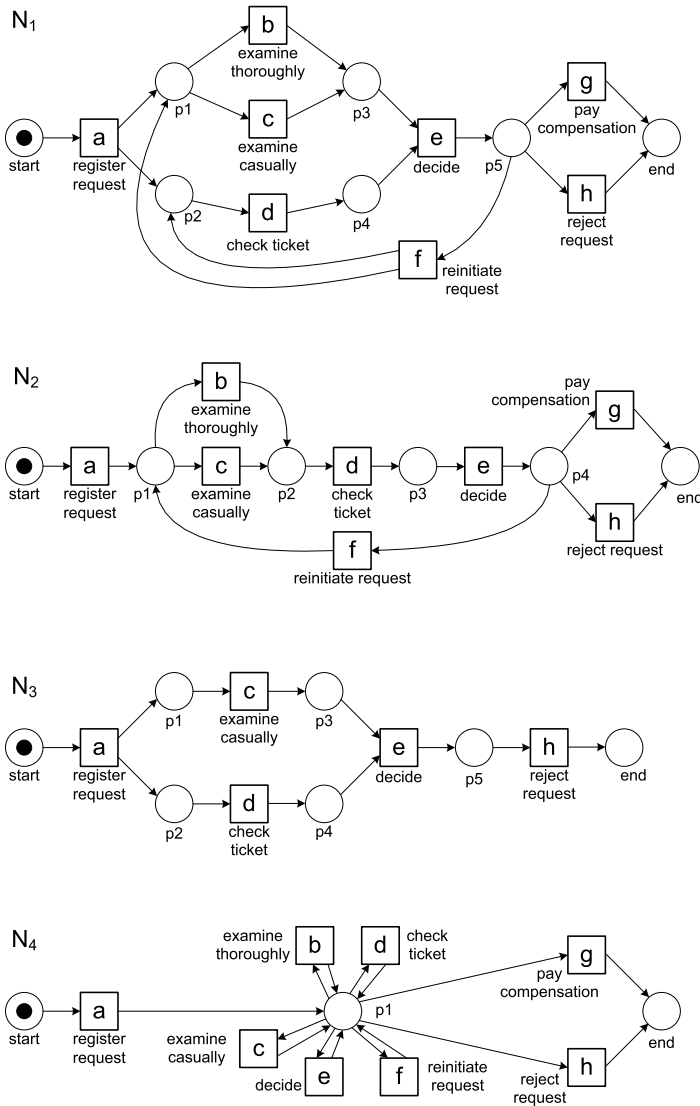 N1
b
examine
thoroughly
p1
c
examine
casually
p3
g
pay
compensation
start
a
register
request
e
decide
p5
end
p2
d
check ticket
p4
h
reject
request
f
reinitiate
request
N2
b
examine
thoroughly
pay
compensation
g
start
a
register
request
p1
c
examine
casually
p2
d
check
ticket
p3
e
decide
p4
end
h
reject request
f
reinitiate request
N3
p1
c
examine
casually
p3
start
a
register
request
e
decide
p5
h
reject
request
end
p2
d
check
ticket
p4
N4
examine
thoroughly
b
d
check
ticket
g
pay
compensation
start
a
register
request
p1
end
examine
casually
c
decide
e
f
reinitiate
request
reject
request
h